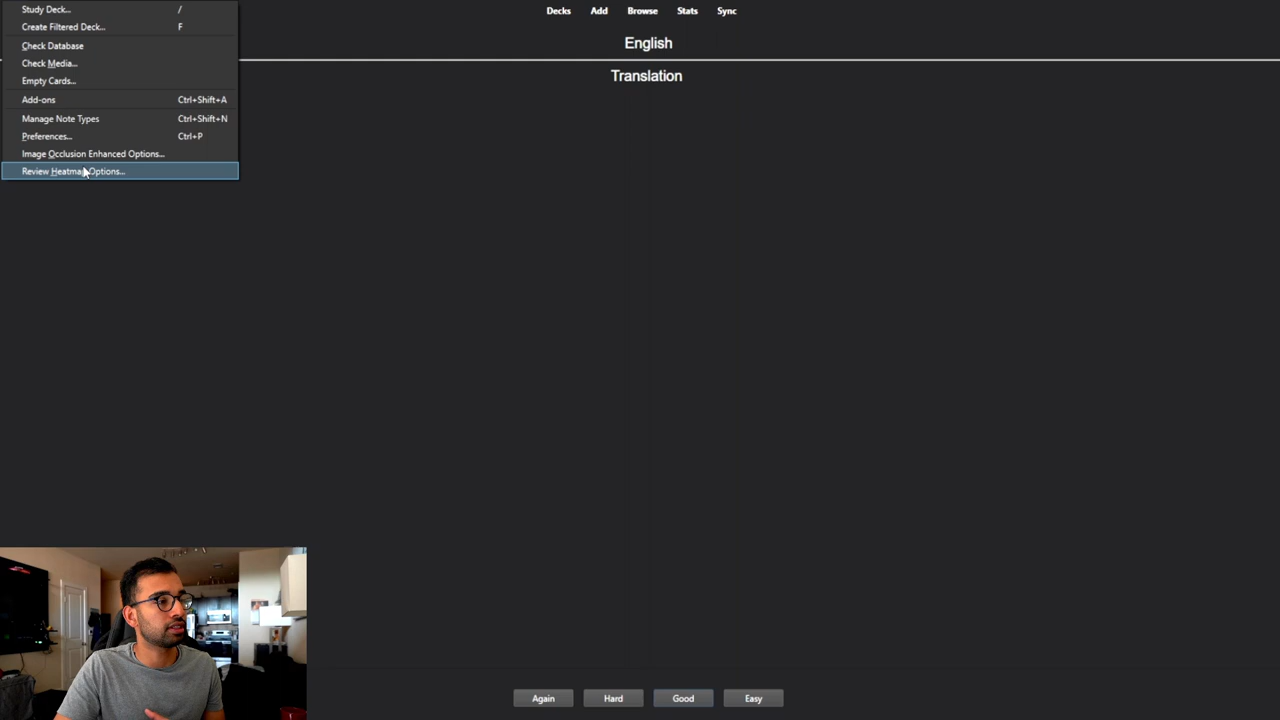 Study Deck... /
Create Filtered Deck... F
Check Database
Check Media...
Empty Cards...
Add-ons Ctrl+Shift+A
Manage Note Types Ctrl+Shift+N
Preferences... Ctrl+P
Image Occlusion Enhanced Options...
Review Heatmap Options...
Decks Add Browse Stats Sync
English
Translation
Again Hard Good Easy